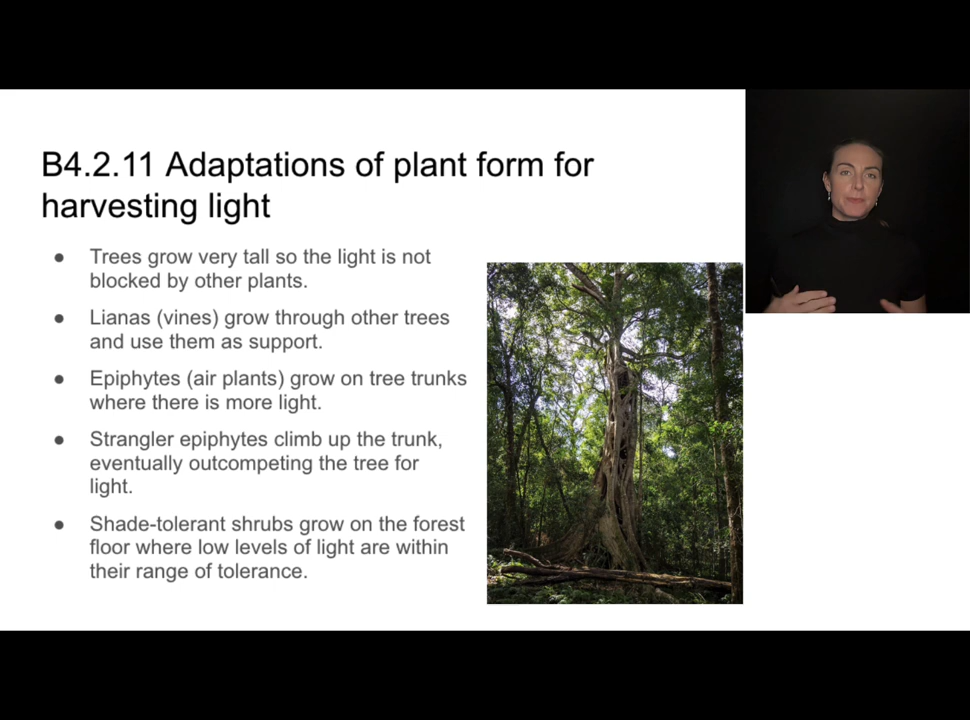 B4.2.11 Adaptations of plant form for
harvesting light
● Trees grow very tall so the light is not
blocked by other plants.
● Lianas (vines) grow through other trees
and use them as support.
● Epiphytes (air plants) grow on tree trunks
where there is more light.
● Strangler epiphytes climb up the trunk,
eventually outcompeting the tree for
light.
● Shade-tolerant shrubs grow on the forest
floor where low levels of light are within
their range of tolerance.